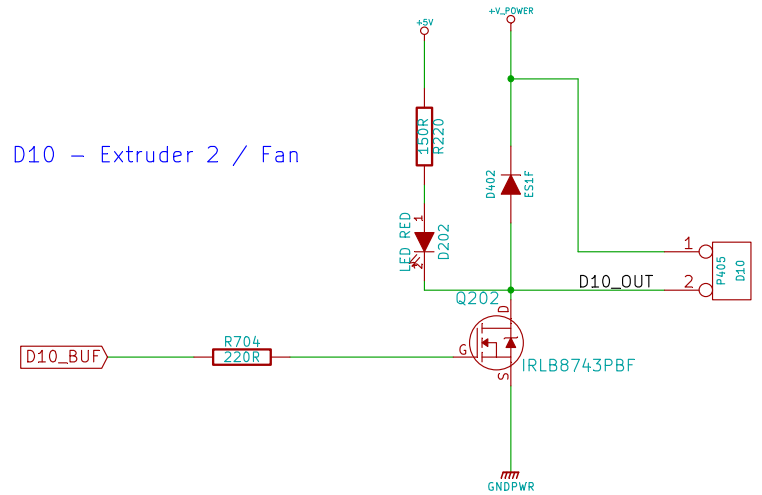 +5V
+V_POWER
150R
R220
D10 - Extruder 2 / Fan
D402
ES1F
LED RED
1
2
D202
1
2
P405
D10
D10_OUT
Q202
D
G
S
IRLB8743PBF
R704
220R
D10_BUF
GNDPWR